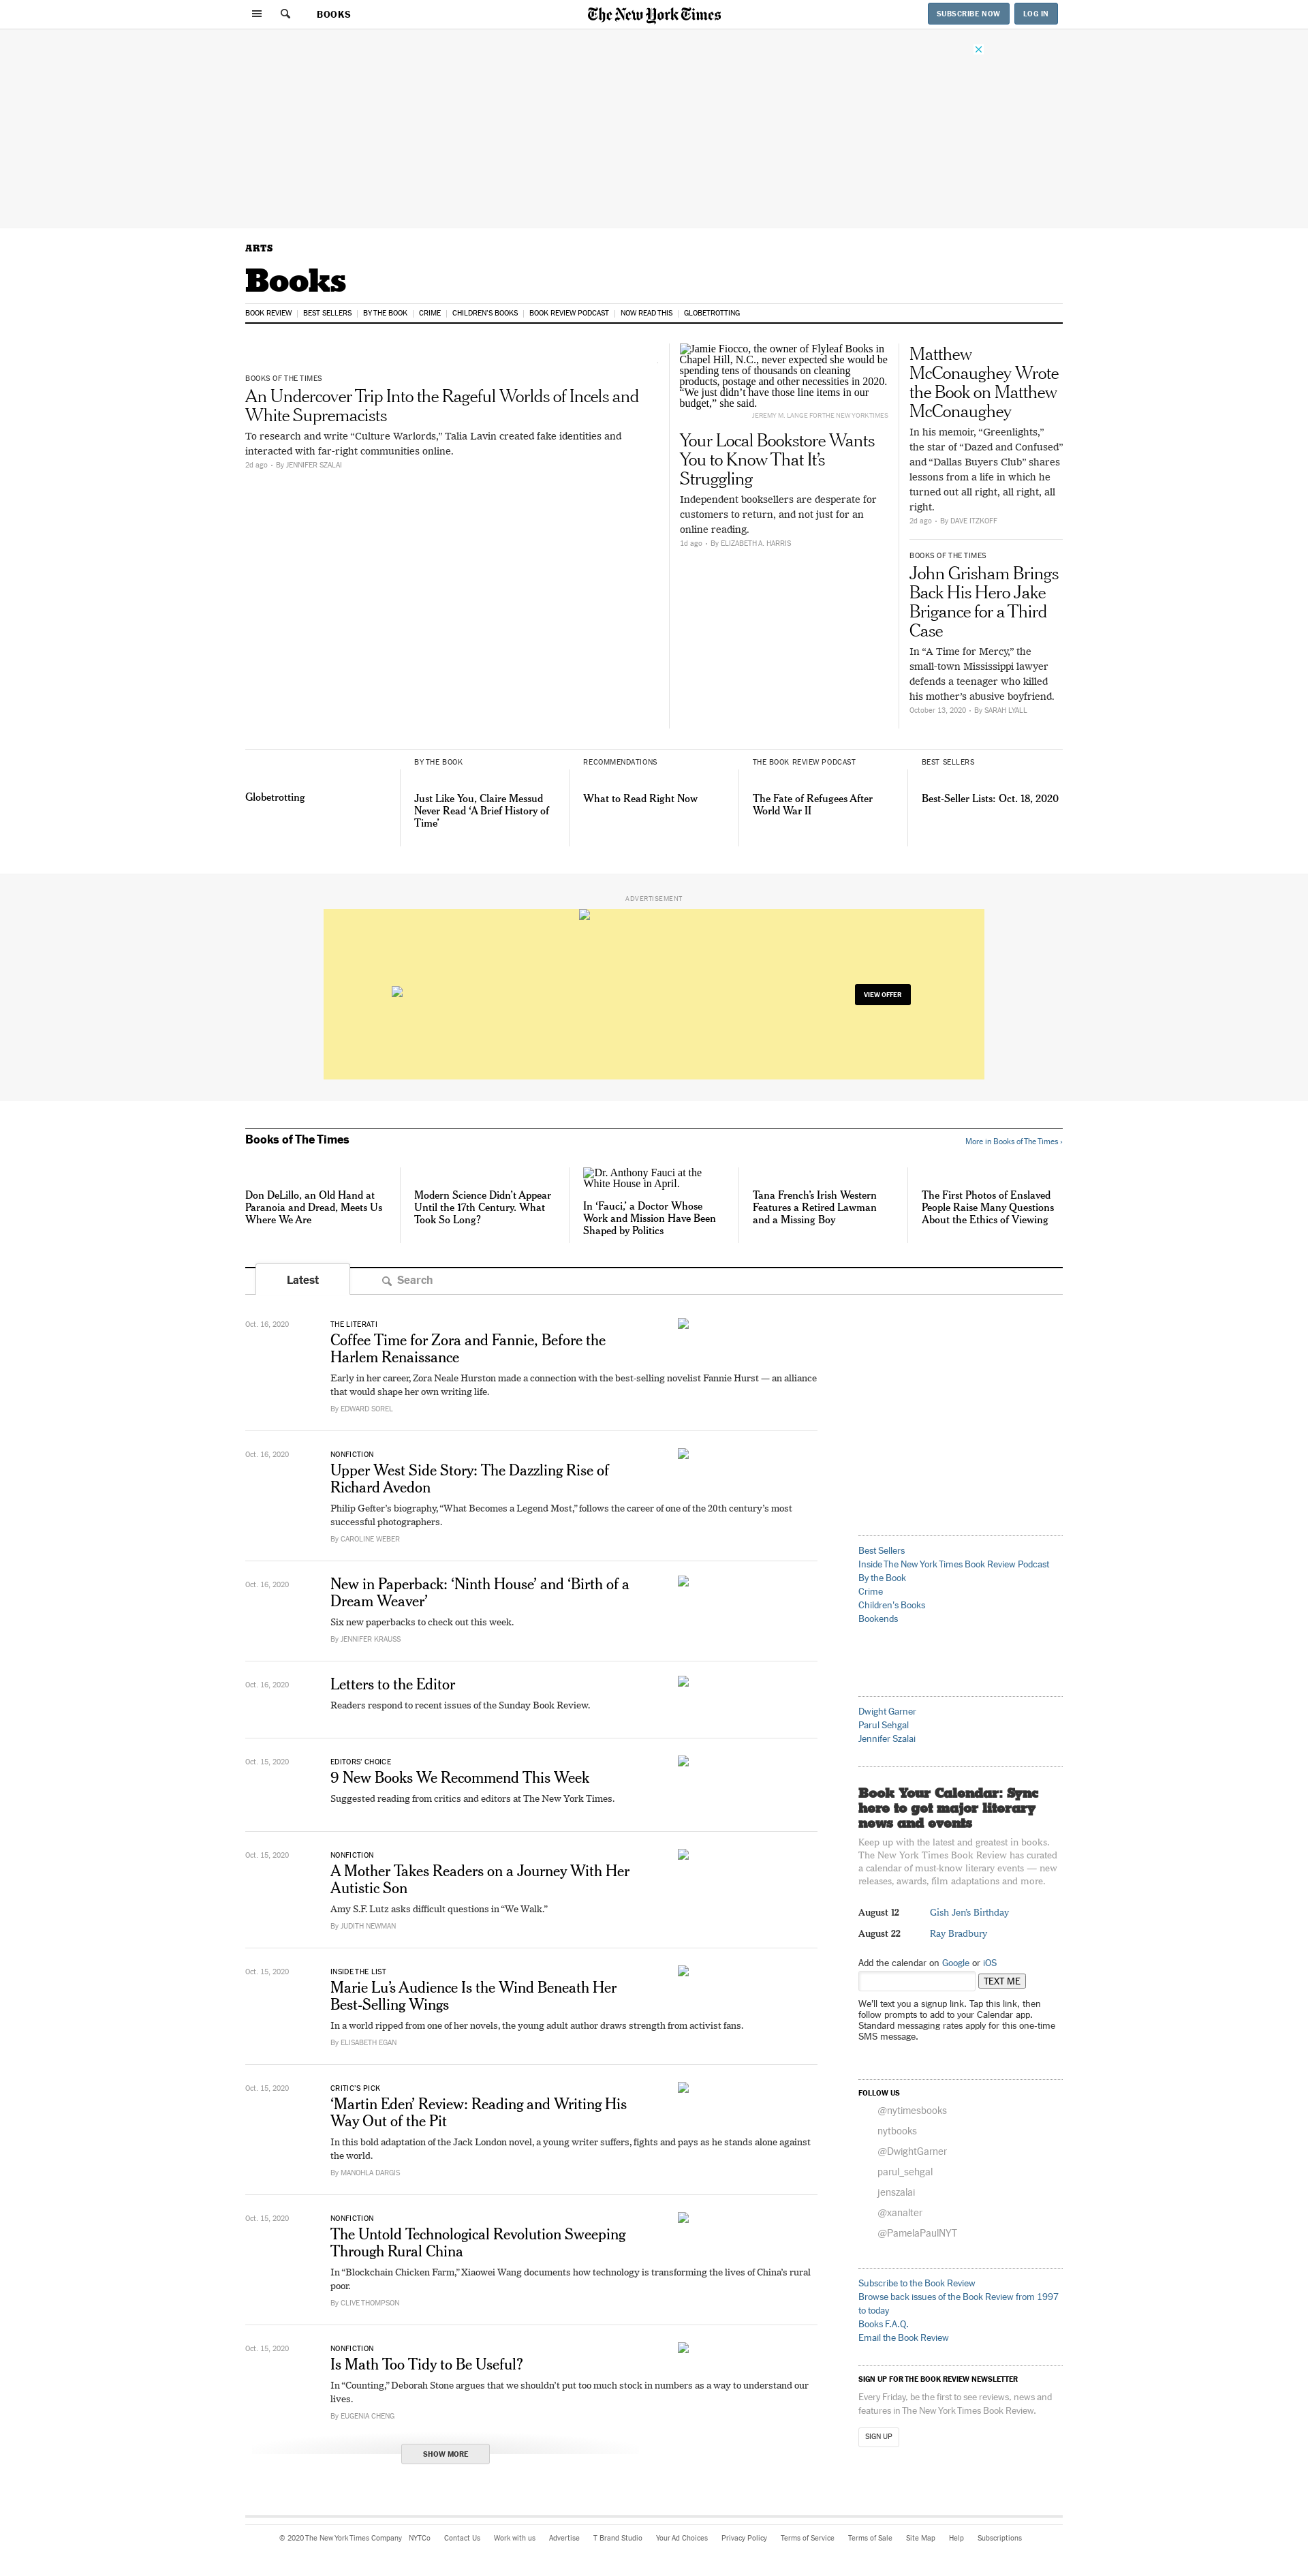 BOOKS
The New York Times
SUBSCRIBE NOW
LOG IN
ARTS
Books
BOOK REVIEW
BEST SELLERS
BY THE BOOK
CRIME
CHILDREN'S BOOKS
BOOK REVIEW PODCAST
NOW READ THIS
GLOBETROTTING
BOOKS OF THE TIMES
An Undercover Trip Into the Rageful Worlds of Incels and
White Supremacists
To research and write “Culture Warlords,” Talia Lavin created fake identities and
interacted with far-right communities online.
2d ago • By JENNIFER SZALAI
Jamie Fiocco, the owner of Flyleaf Books in
Chapel Hill, N.C., never expected she would be
spending tens of thousands on cleaning
products, postage and other necessities in 2020.
“We just didn’t have those line items in our
budget,” she said.
JEREMY M. LANGE FOR THE NEW YORK TIMES
Your Local Bookstore Wants
You to Know That It’s
Struggling
Independent booksellers are desperate for
customers to return, and not just for an
online reading.
1d ago • By ELIZABETH A. HARRIS
Matthew
McConaughey Wrote
the Book on Matthew
McConaughey
In his memoir, “Greenlights,”
the star of “Dazed and Confused”
and “Dallas Buyers Club” shares
lessons from a life in which he
turned out all right, all right, all
right.
2d ago • By DAVE ITZKOFF
BOOKS OF THE TIMES
John Grisham Brings
Back His Hero Jake
Brigance for a Third
Case
In “A Time for Mercy,” the
small-town Mississippi lawyer
defends a teenager who killed
his mother’s abusive boyfriend.
October 13, 2020 • By SARAH LYALL
Globetrotting
BY THE BOOK
Just Like You, Claire Messud
Never Read ‘A Brief History of
Time’
RECOMMENDATIONS
What to Read Right Now
THE BOOK REVIEW PODCAST
The Fate of Refugees After
World War II
BEST SELLERS
Best-Seller Lists: Oct. 18, 2020
ADVERTISEMENT
VIEW OFFER
Books of The Times
More in Books of The Times ›
Don DeLillo, an Old Hand at
Paranoia and Dread, Meets Us
Where We Are
Modern Science Didn’t Appear
Until the 17th Century. What
Took So Long?
Dr. Anthony Fauci at the
White House in April.
In ‘Fauci,’ a Doctor Whose
Work and Mission Have Been
Shaped by Politics
Tana French’s Irish Western
Features a Retired Lawman
and a Missing Boy
The First Photos of Enslaved
People Raise Many Questions
About the Ethics of Viewing
Latest
Search
Oct. 16, 2020
THE LITERATI
Coffee Time for Zora and Fannie, Before the
Harlem Renaissance
Early in her career, Zora Neale Hurston made a connection with the best-selling novelist Fannie Hurst — an alliance
that would shape her own writing life.
By EDWARD SOREL
Oct. 16, 2020
NONFICTION
Upper West Side Story: The Dazzling Rise of
Richard Avedon
Philip Gefter’s biography, “What Becomes a Legend Most,” follows the career of one of the 20th century’s most
successful photographers.
By CAROLINE WEBER
Oct. 16, 2020
New in Paperback: ‘Ninth House’ and ‘Birth of a
Dream Weaver’
Six new paperbacks to check out this week.
By JENNIFER KRAUSS
Oct. 16, 2020
Letters to the Editor
Readers respond to recent issues of the Sunday Book Review.
Oct. 15, 2020
EDITORS’ CHOICE
9 New Books We Recommend This Week
Suggested reading from critics and editors at The New York Times.
Oct. 15, 2020
NONFICTION
A Mother Takes Readers on a Journey With Her
Autistic Son
Amy S.F. Lutz asks difficult questions in “We Walk.”
By JUDITH NEWMAN
Oct. 15, 2020
INSIDE THE LIST
Marie Lu’s Audience Is the Wind Beneath Her
Best-Selling Wings
In a world ripped from one of her novels, the young adult author draws strength from activist fans.
By ELISABETH EGAN
Oct. 15, 2020
CRITIC’S PICK
‘Martin Eden’ Review: Reading and Writing His
Way Out of the Pit
In this bold adaptation of the Jack London novel, a young writer suffers, fights and pays as he stands alone against
the world.
By MANOHLA DARGIS
Oct. 15, 2020
NONFICTION
The Untold Technological Revolution Sweeping
Through Rural China
In “Blockchain Chicken Farm,” Xiaowei Wang documents how technology is transforming the lives of China’s rural
poor.
By CLIVE THOMPSON
Oct. 15, 2020
NONFICTION
Is Math Too Tidy to Be Useful?
In “Counting,” Deborah Stone argues that we shouldn’t put too much stock in numbers as a way to understand our
lives.
By EUGENIA CHENG
SHOW MORE
Best Sellers
Inside The New York Times Book Review Podcast
By the Book
Crime
Children's Books
Bookends
Dwight Garner
Parul Sehgal
Jennifer Szalai
Book Your Calendar: Sync
here to get major literary
news and events
Keep up with the latest and greatest in books.
The New York Times Book Review has curated
a calendar of must-know literary events — new
releases, awards, film adaptations and more.
August 12 Gish Jen’s Birthday
August 22 Ray Bradbury
Add the calendar on Google or iOS
TEXT ME
We’ll text you a signup link. Tap this link, then
follow prompts to add to your Calendar app.
Standard messaging rates apply for this one-time
SMS message.
FOLLOW US
@nytimesbooks
nytbooks
@DwightGarner
parul_sehgal
jenszalai
@xanalter
@PamelaPaulNYT
Subscribe to the Book Review
Browse back issues of the Book Review from 1997
to today
Books F.A.Q.
Email the Book Review
SIGN UP FOR THE BOOK REVIEW NEWSLETTER
Every Friday, be the first to see reviews, news and
features in The New York Times Book Review.
SIGN UP
© 2020 The New York Times Company NYTCo Contact Us Work with us Advertise T Brand Studio Your Ad Choices Privacy Policy Terms of Service Terms of Sale Site Map Help Subscriptions